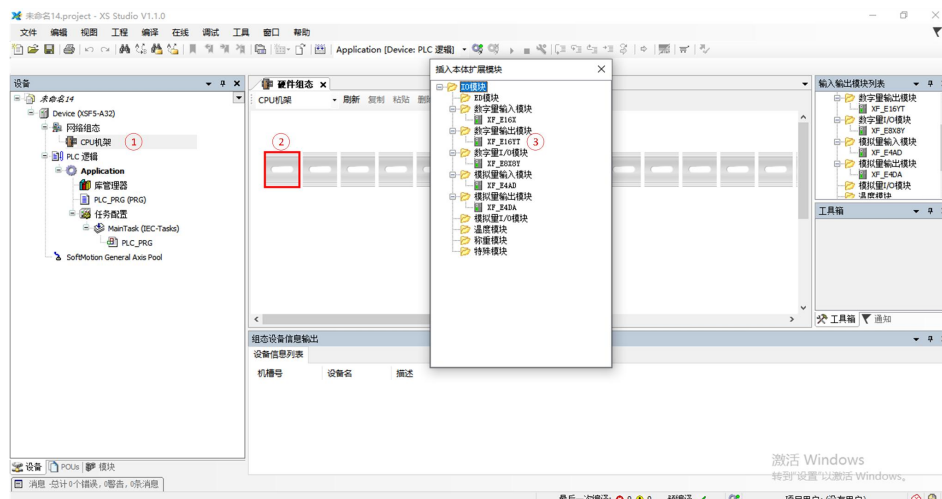 未命名14.project - XS Studio V1.1.0
文件 编辑 视图 工程 编译 在线 调试 工具 窗口 帮助
Application [Device: PLC 逻辑]
设备
未命名14
Device (XSF5-A32)
网络组态
CPU机架
①
PLC 逻辑
Application
库管理器
PLC_PRG (PRG)
任务配置
MainTask (IEC-Tasks)
PLC_PRG
SoftMotion General Axis Pool
设备 POUs 模块
硬件组态
CPU机架 刷新 复制 粘贴
②
插入本体扩展模块
IO模块
ED模块
数字量输入模块
XF_E16X
数字量输出模块
XF_E16YT
③
数字量I/O模块
XF_E8X8Y
模拟量输入模块
XF_E4AD
模拟量输出模块
XF_E4DA
模拟量I/O模块
温度模块
称重模块
特殊模块
组态设备信息输出
设备信息列表
机槽号 设备名 描述
输入输出模块列表
数字量输出模块
XF_E16YT
数字量I/O模块
XF_E8X8Y
模拟量输入模块
XF_E4AD
模拟量输出模块
XF_E4DA
模拟量I/O模块
温度模块
工具箱
工具箱 通知
激活 Windows
转到"设置"以激活 Windows。
消息 -总计0个错误，0警告，0条消息